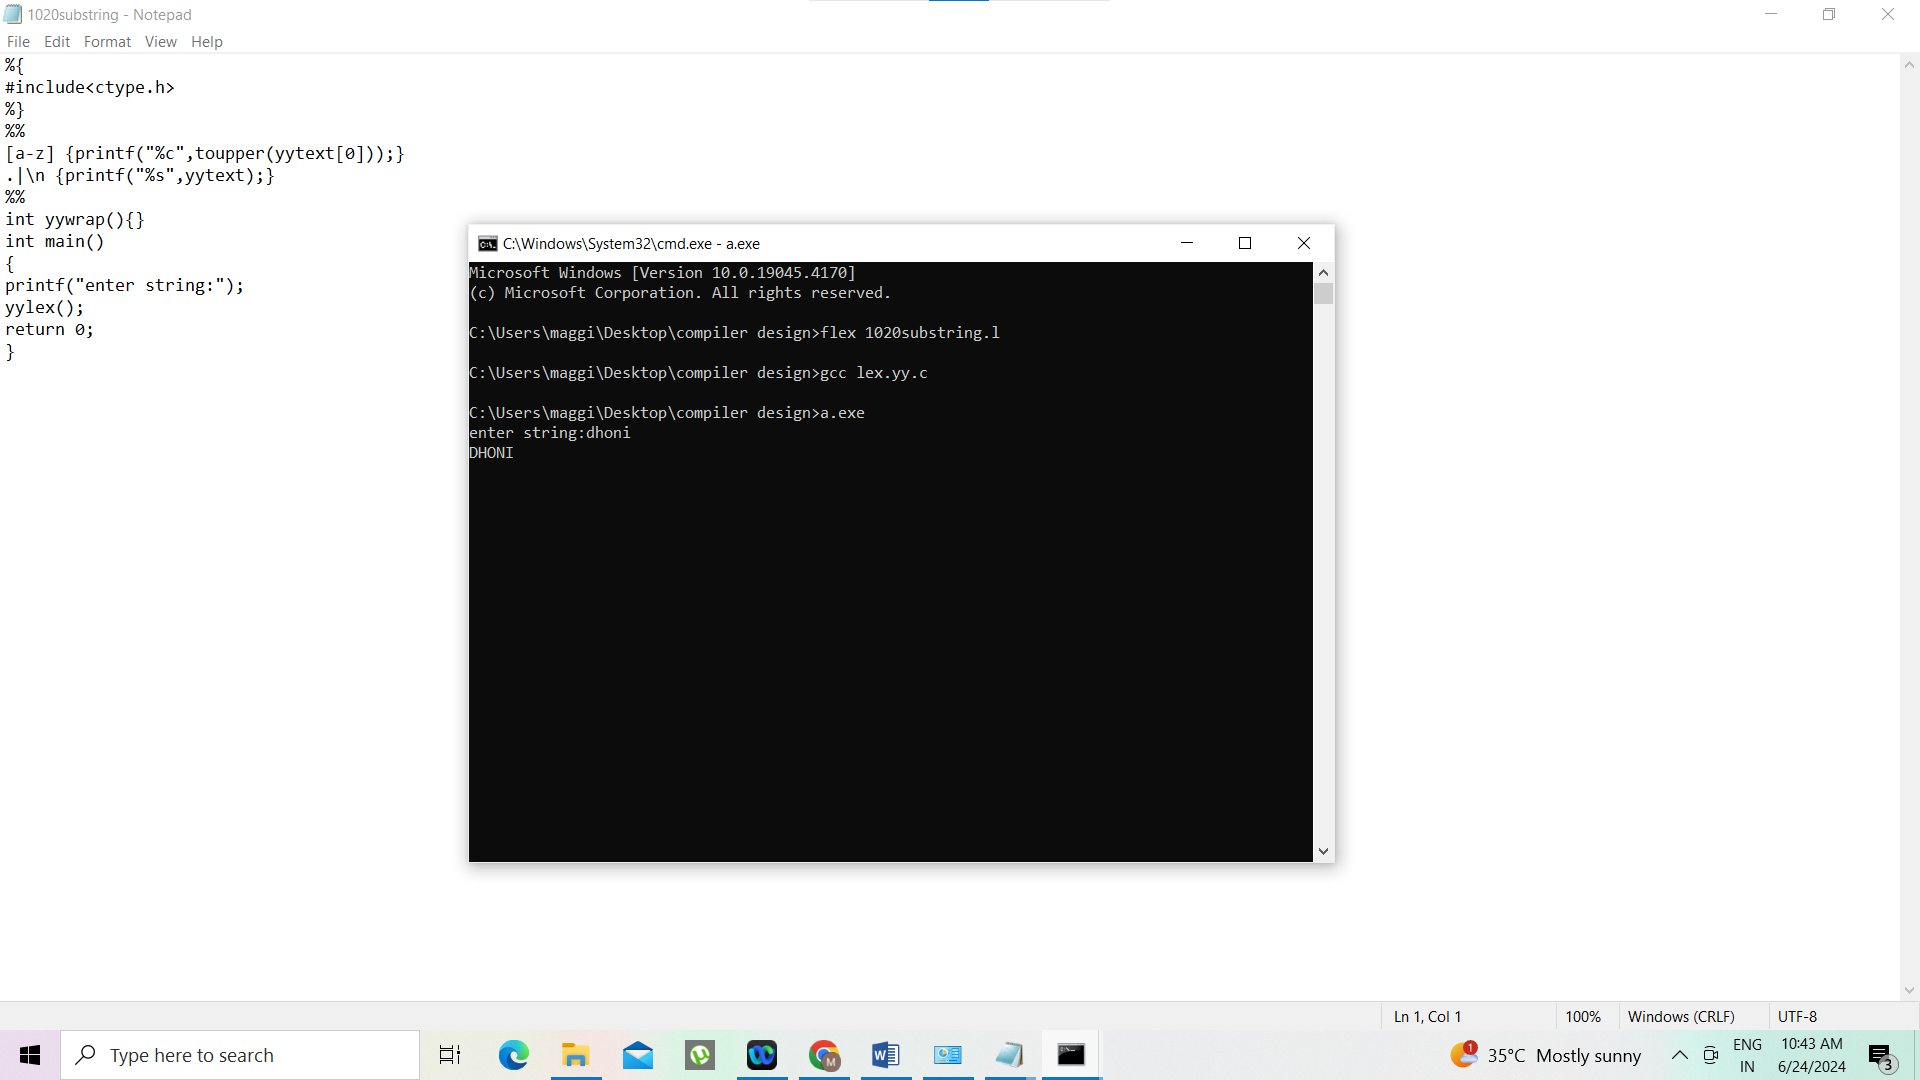 1020substring - Notepad
File Edit Format View Help
%{
#include<ctype.h>
%}
%%
[a-z] {printf("%c",toupper(yytext[0]));}
.|\n {printf("%s",yytext);}
%%
int yywrap(){}
int main()
{
printf("enter string:");
yylex();
return 0;
}
C:\Windows\System32\cmd.exe - a.exe
Microsoft Windows [Version 10.0.19045.4170]
(c) Microsoft Corporation. All rights reserved.
C:\Users\maggi\Desktop\compiler design>flex 1020substring.l
C:\Users\maggi\Desktop\compiler design>gcc lex.yy.c
C:\Users\maggi\Desktop\compiler design>a.exe
enter string:dhoni
DHONI
Ln 1, Col 1 100% Windows (CRLF) UTF-8
Type here to search
35°C Mostly sunny
ENG
IN
10:43 AM
6/24/2024
3